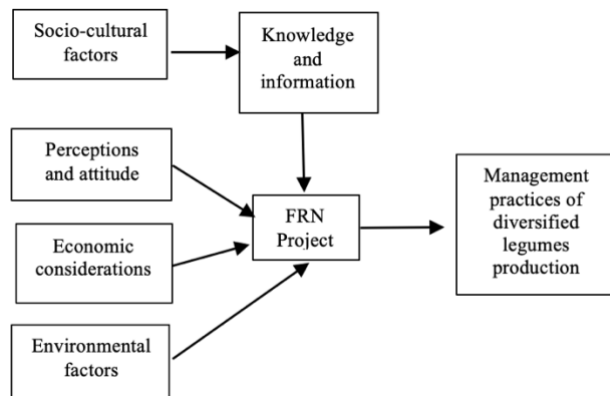 Socio-cultural
factors
Knowledge
and
information
Perceptions
and attitude
FRN
Project
Management
practices of
diversified
legumes
production
Economic
considerations
Environmental
factors